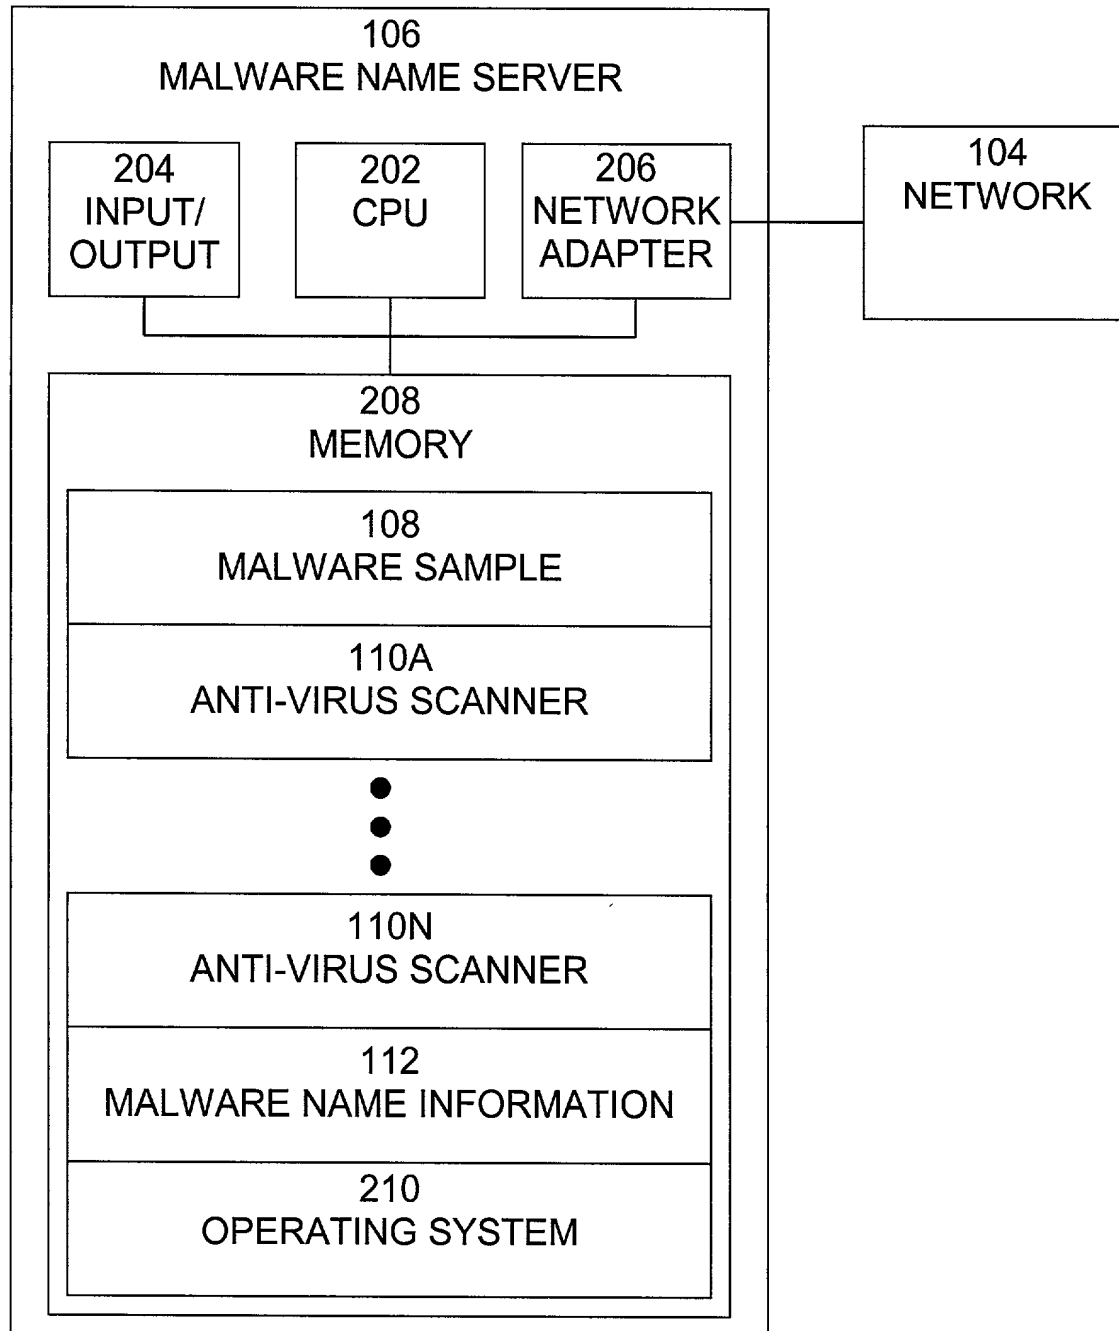 106
MALWARE NAME SERVER
204
INPUT/
OUTPUT
202
CPU
206
NETWORK
ADAPTER
104
NETWORK
208
MEMORY
108
MALWARE SAMPLE
110A
ANTI-VIRUS SCANNER
110N
ANTI-VIRUS SCANNER
112
MALWARE NAME INFORMATION
210
OPERATING SYSTEM